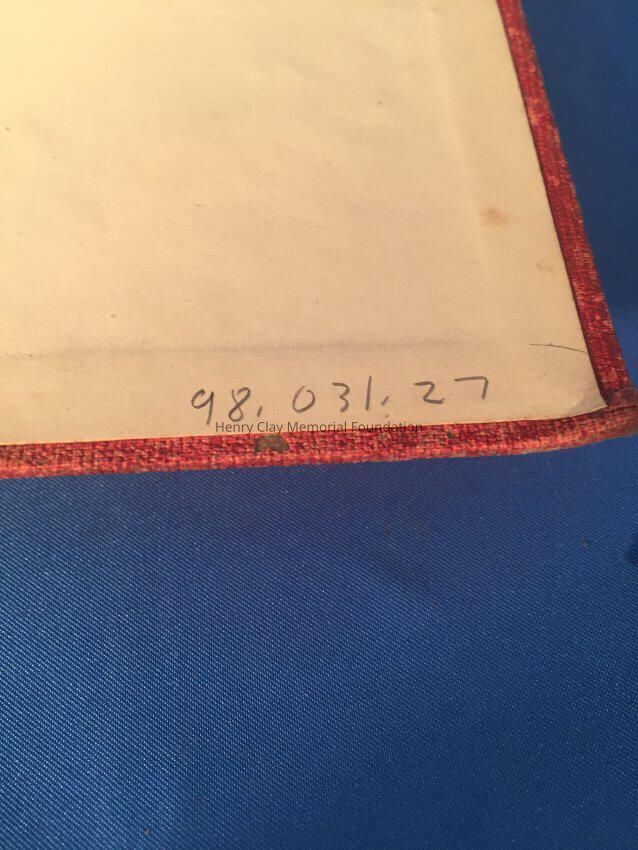 98. 031. 27
Henry Clay Memorial Foundation